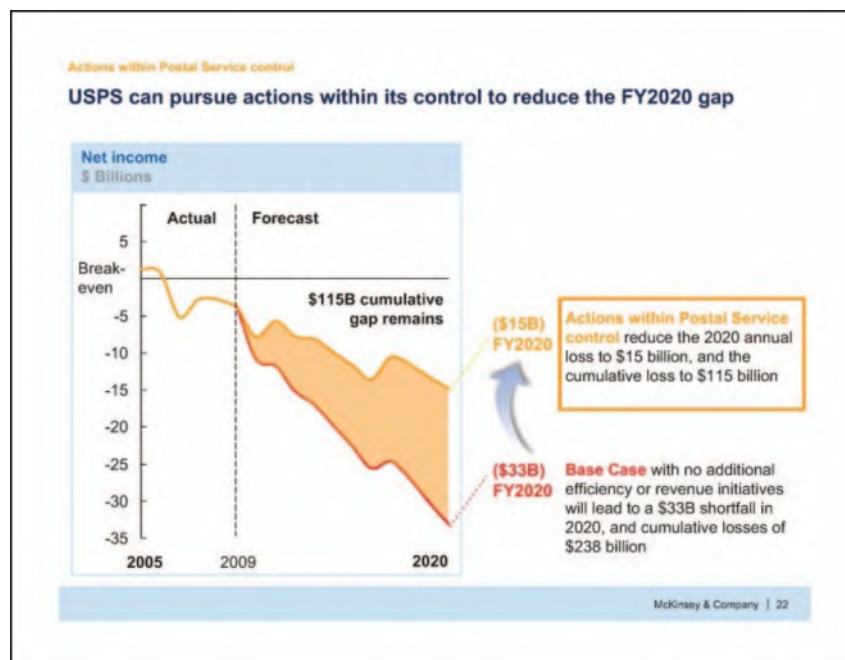 Actions within Postal Service control
USPS can pursue actions within its control to reduce the FY2020 gap
Net income
$ Billions
Actual
Forecast
5
Break-
even
-5
-10
-15
-20
-25
-30
-35
2005
2009
2020
$115B cumulative
gap remains
($15B)
FY2020
Actions within Postal Service
control reduce the 2020 annual
loss to $15 billion, and the
cumulative loss to $115 billion
($33B)
FY2020
Base Case with no additional
efficiency or revenue initiatives
will lead to a $33B shortfall in
2020, and cumulative losses of
$238 billion
McKinsey & Company | 22